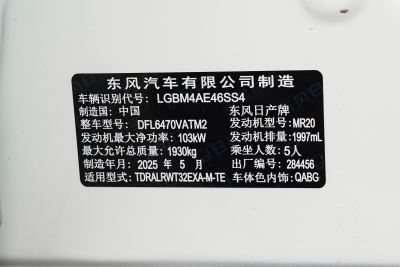 东风汽车有限公司制造
车辆识别代号：LGBM4AE46SS4
制造国：中国 东风日产牌
整车型号：DFL6470VATM2 发动机型号：MR20
发动机最大净功率：103kW 发动机排量：1997mL
最大允许总质量：1930kg 乘坐人数：5人
制造年月：2025 年 5 月 出厂编号：284456
适用型式：TDRALRWT32EXA-M-TE 车体色内饰：QABG